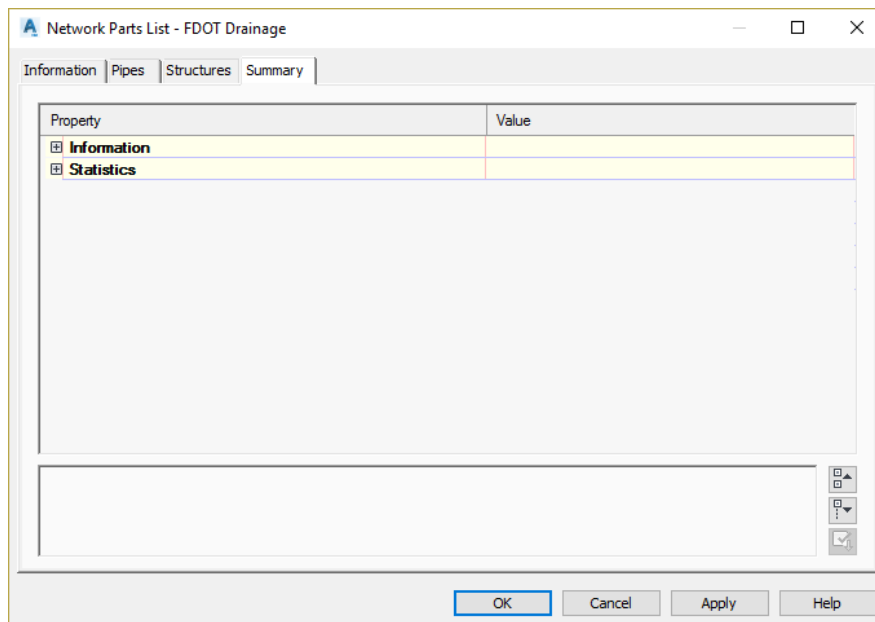 Network Parts List - FDOT Drainage
Information Pipes Structures Summary
Property Value
Information
Statistics
OK Cancel Apply Help